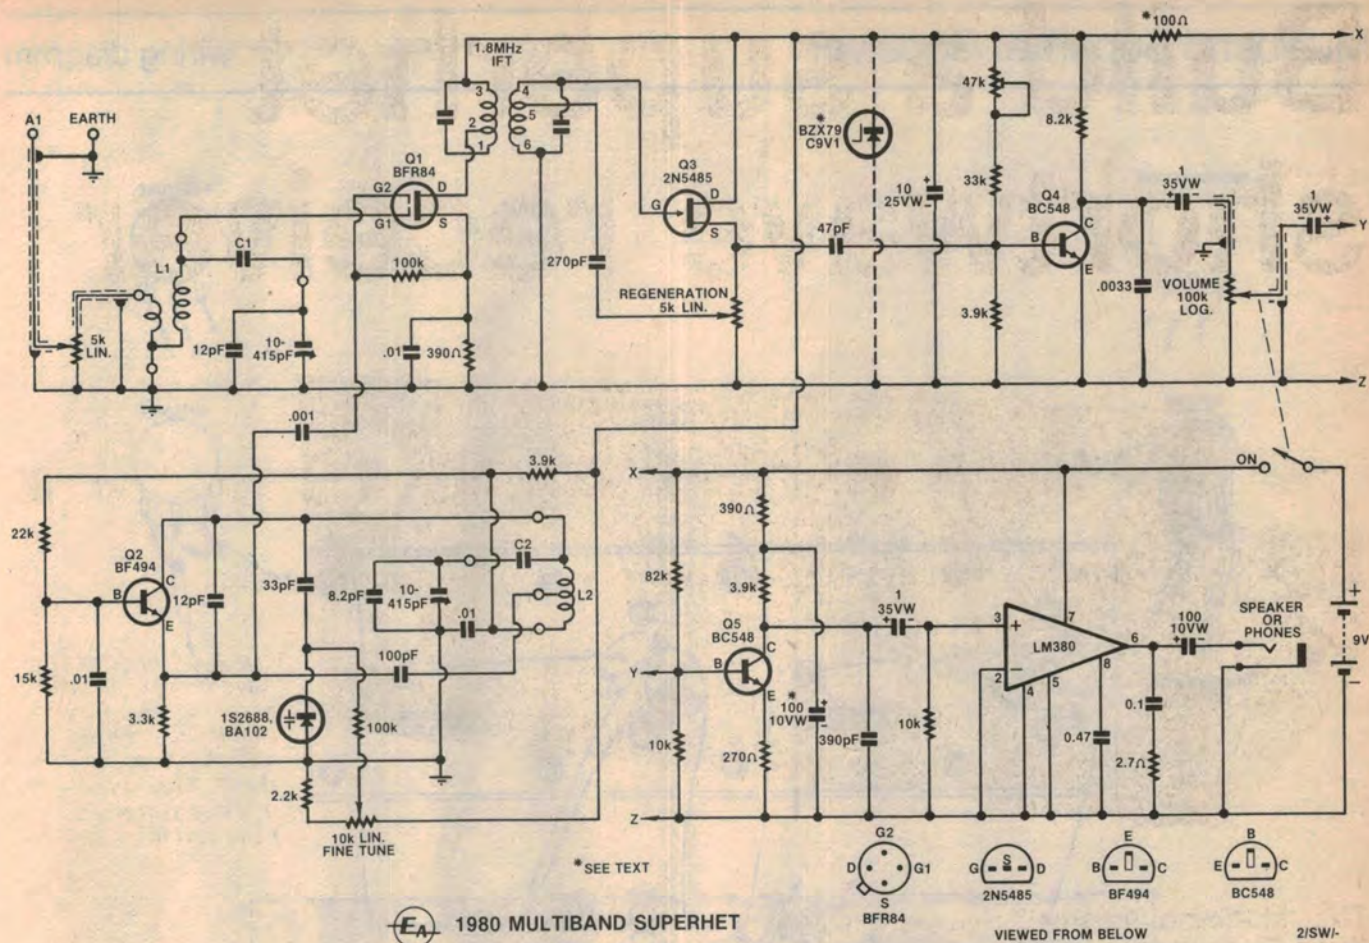 wiring diagram
* 100Ω
X
1.8MHz
IFT
3
2
1
4
5
6
A1
EARTH
Q1
BFR84
G2
G1
D
S
Q3
2N5485
G
D
S
*
BZX79
C9V1
10
25VW
+
-
47k
33k
8.2k
Q4
BC548
B
C
E
1
35VW
+ -
1
35VW
- +
Y
L1
C1
100k
270pF
47pF
REGENERATION
5k LIN.
3.9k
.0033
VOLUME
100k
LOG.
5k
LIN.
12pF
10-
415pF
.01
390Ω
Z
.001
3.9k
X
ON
22k
Q2
BF494
B
C
E
12pF
33pF
8.2pF
10-
415pF
C2
L2
.01
100pF
15k
.01
3.3k
1S2688,
BA102
100k
2.2k
10k LIN.
FINE TUNE
390Ω
82k
3.9k
Q5
BC548
B
C
E
Y
10k
270Ω
*
100
10VW
+
-
390pF
1
35VW
+ -
10k
3
+
2
-
LM380
7
6
8
4
5
100
10VW
+ -
SPEAKER
OR
PHONES
0.1
0.47
2.7Ω
+
9V
-
Z
* SEE TEXT
G2
D
G1
S
BFR84
G
S
D
2N5485
E
B
C
BF494
B
E
C
BC548
EA
1980 MULTIBAND SUPERHET
VIEWED FROM BELOW
2/SW/-